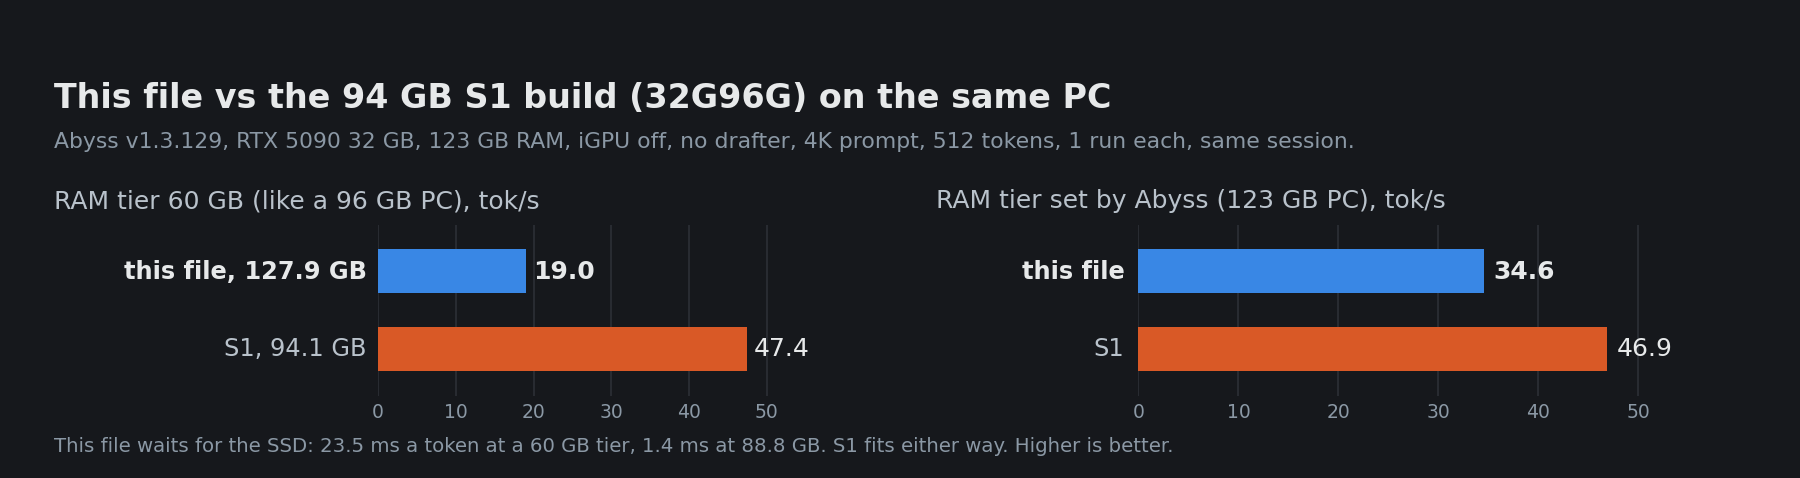 This file vs the 94 GB S1 build (32G96G) on the same PC
Abyss v1.3.129, RTX 5090 32 GB, 123 GB RAM, iGPU off, no drafter, 4K prompt, 512 tokens, 1 run each, same session.
RAM tier 60 GB (like a 96 GB PC), tok/s
this file, 127.9 GB 19.0
S1, 94.1 GB 47.4
0 10 20 30 40 50
RAM tier set by Abyss (123 GB PC), tok/s
this file 34.6
S1 46.9
0 10 20 30 40 50
This file waits for the SSD: 23.5 ms a token at a 60 GB tier, 1.4 ms at 88.8 GB. S1 fits either way. Higher is better.